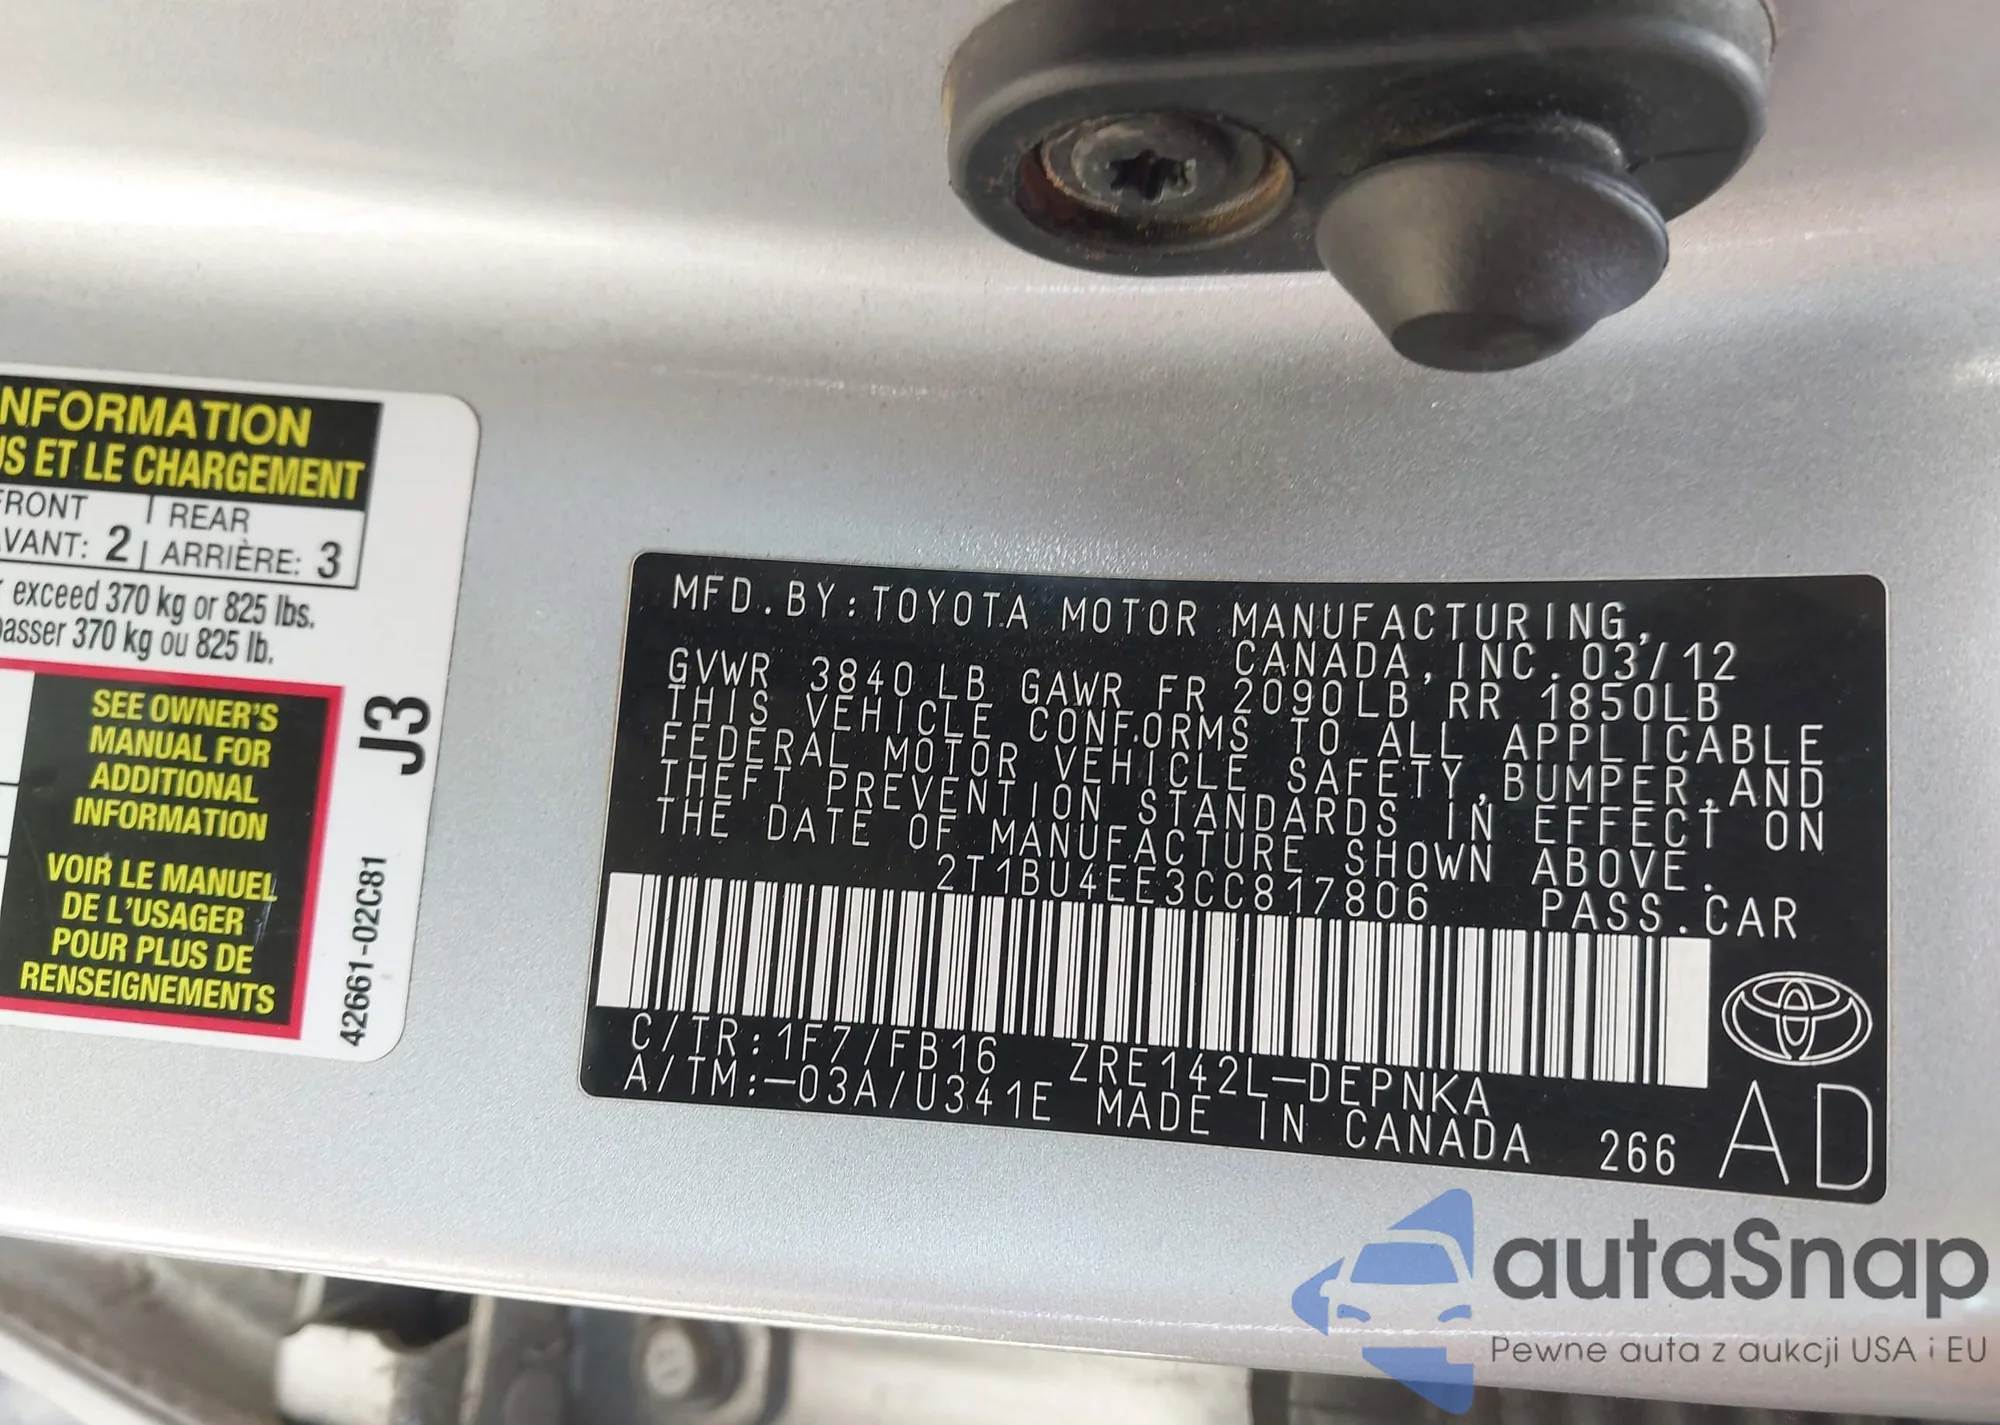 NFORMATION
US ET LE CHARGEMENT
FRONT REAR
AVANT: 2 ARRIÈRE: 3
exceed 370 kg or 825 lbs.
passer 370 kg ou 825 lb.
SEE OWNER'S
MANUAL FOR
ADDITIONAL
INFORMATION
VOIR LE MANUEL
DE L'USAGER
POUR PLUS DE
RENSEIGNEMENTS
J3
42661-02C81
MFD.BY:TOYOTA MOTOR MANUFACTURING,
CANADA,INC.03/12
GVWR 3840LB GAWR FR 2090LB RR 1850LB
THIS VEHICLE CONFORMS TO ALL APPLICABLE
FEDERAL MOTOR VEHICLE SAFETY,BUMPER,AND
THEFT PREVENTION STANDARDS IN EFFECT ON
THE DATE OF MANUFACTURE SHOWN ABOVE.
2T1BU4EE3CC817806 PASS.CAR
C/TR:1F7/FB16 ZRE142L-DEPNKA
A/TM:-03A/U341E MADE IN CANADA 266
AD
autaSnap
Pewne auta z aukcji USA i EU